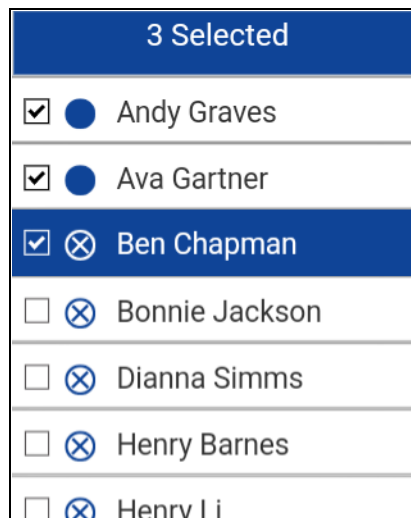 3 Selected
Andy Graves
Ava Gartner
Ben Chapman
Bonnie Jackson
Dianna Simms
Henry Barnes
Henry Li